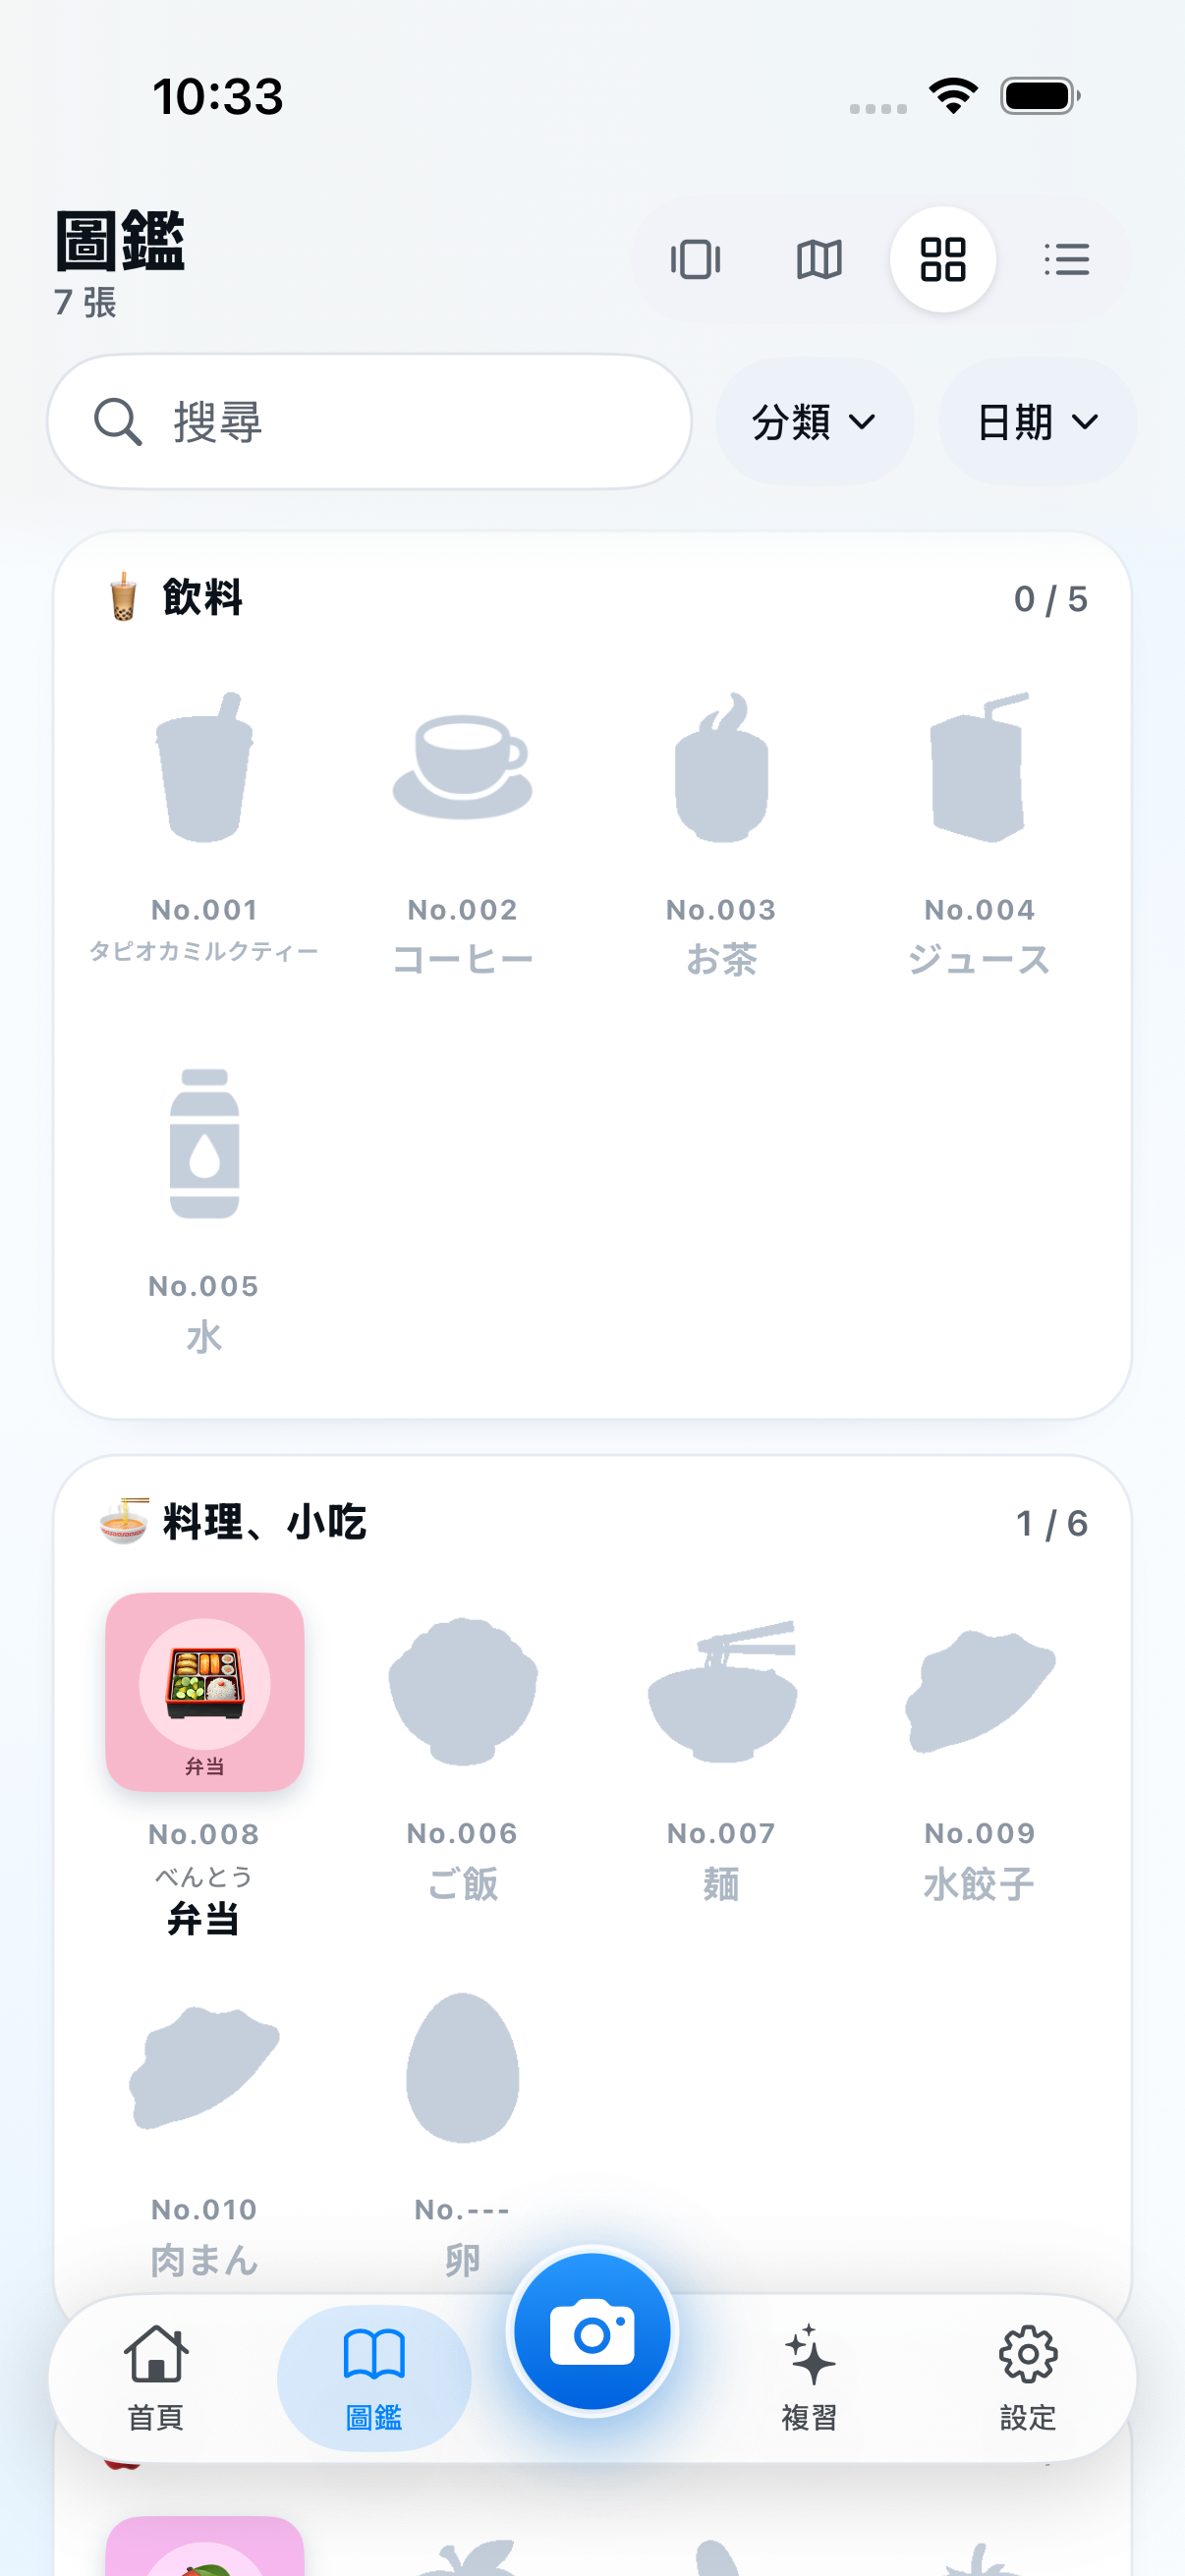 10:33
圖鑑
7 張
搜尋
分類
日期
飲料
0 / 5
No.001
タピオカミルクティー
No.002
コーヒー
No.003
お茶
No.004
ジュース
No.005
水
料理、小吃
1 / 6
弁当
No.008
べんとう
弁当
No.006
ご飯
No.007
麺
No.009
水餃子
No.010
肉まん
No.---
卵
首頁
圖鑑
複習
設定